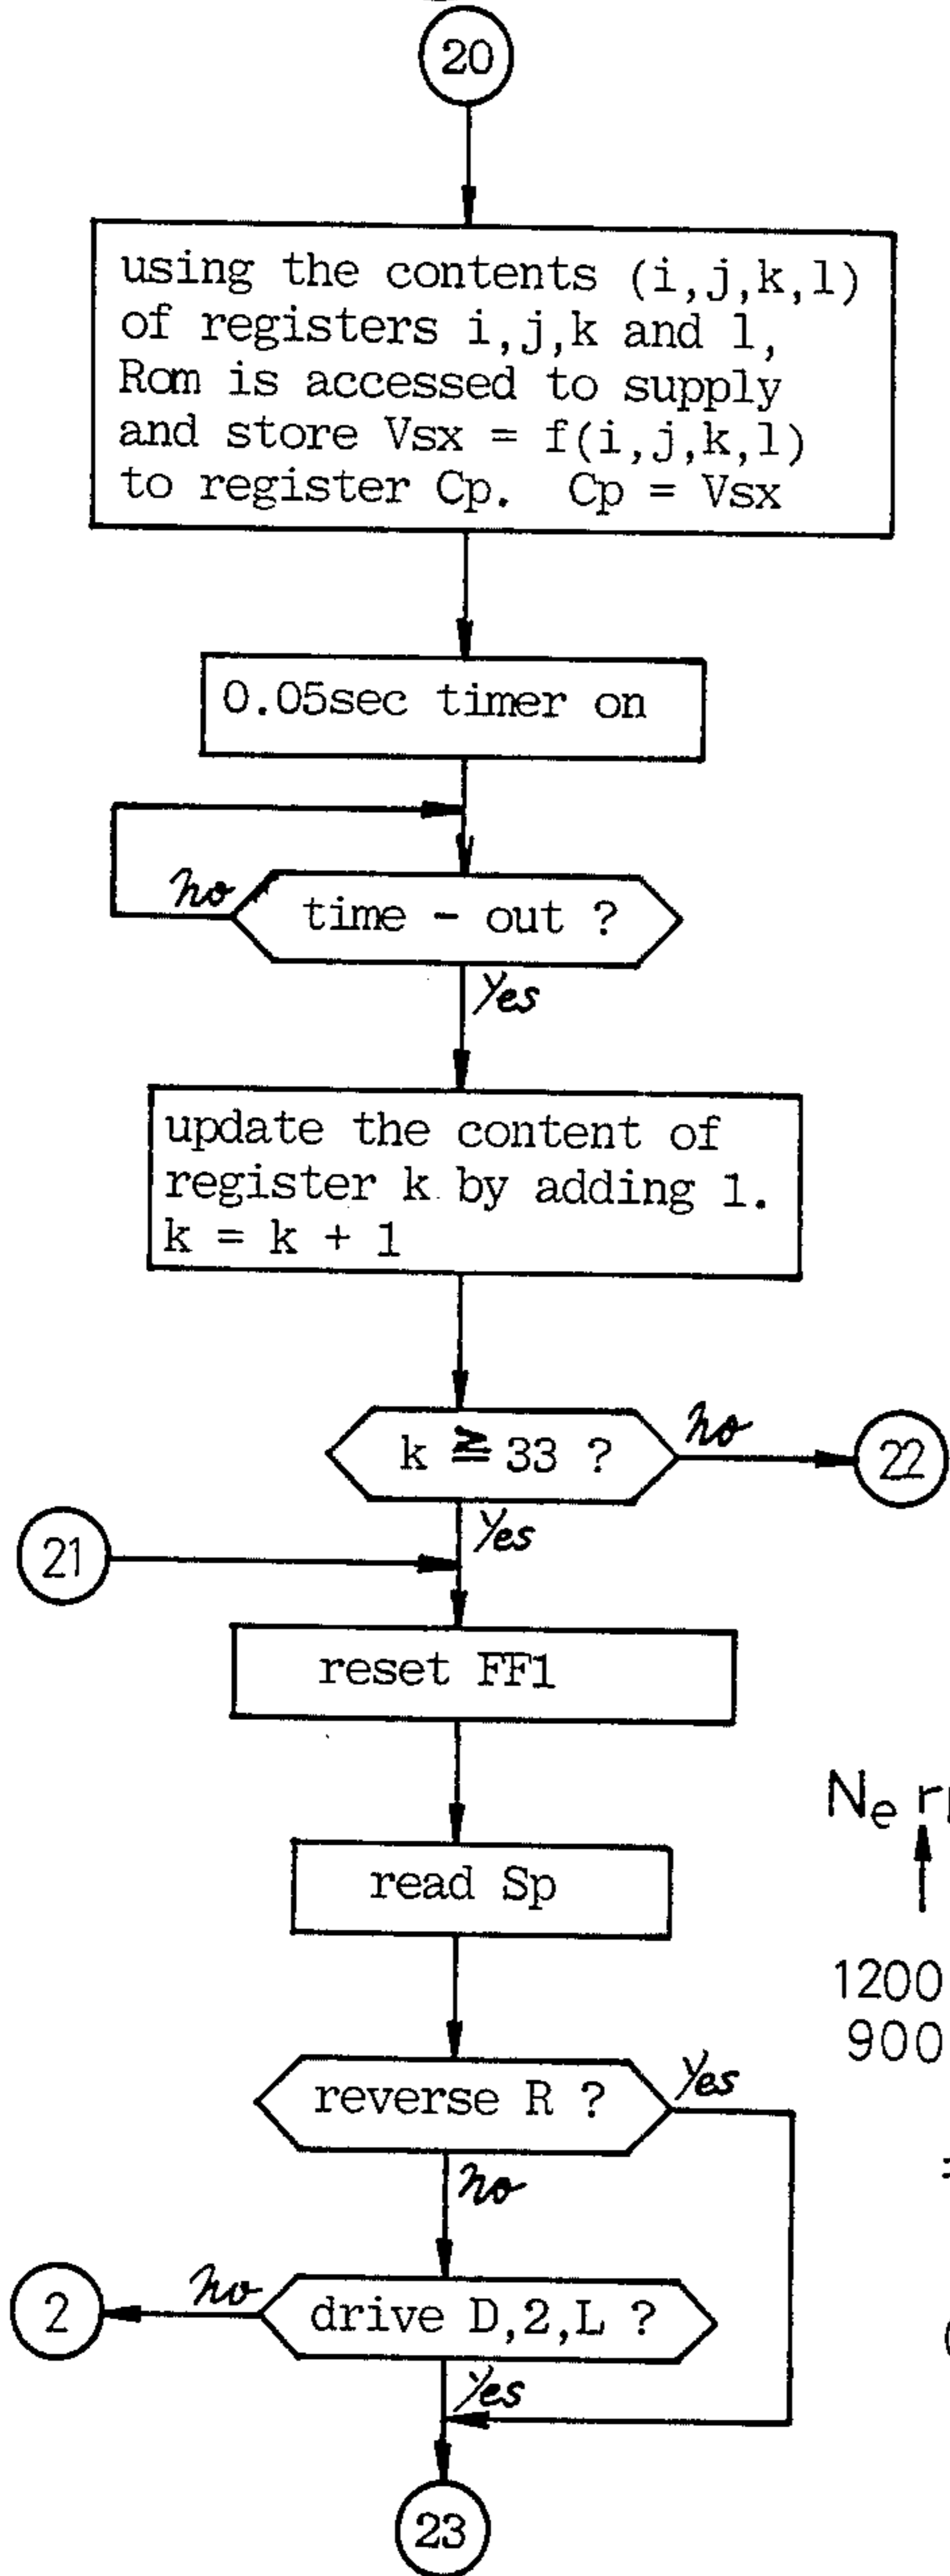 20
using the contents (i,j,k,l)
of registers i,j,k and l,
Rom is accessed to supply
and store Vsx = f(i,j,k,l)
to register Cp. Cp = Vsx
0.05sec timer on
no
time - out ?
Yes
update the content of
register k by adding 1.
k = k + 1
k ≧ 33 ?
no
22
Yes
21
reset FF1
Ne
read Sp
1200
900
reverse R ?
Yes
no
2
no
drive D,2,L ?
Yes
23